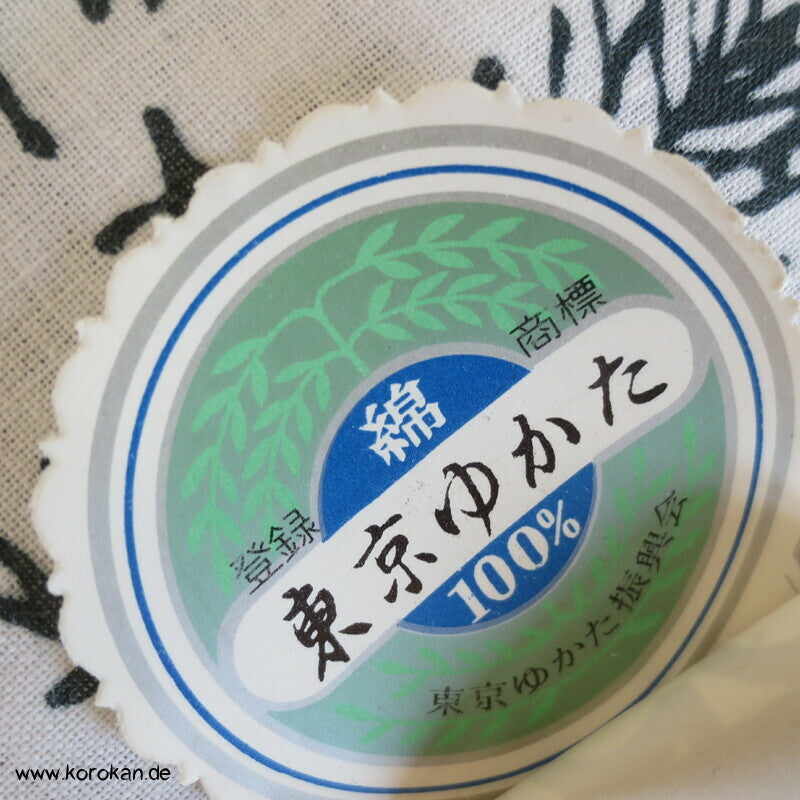 登録 商標
綿
東京ゆかた
100%
東京ゆかた振興会
www.korokan.de